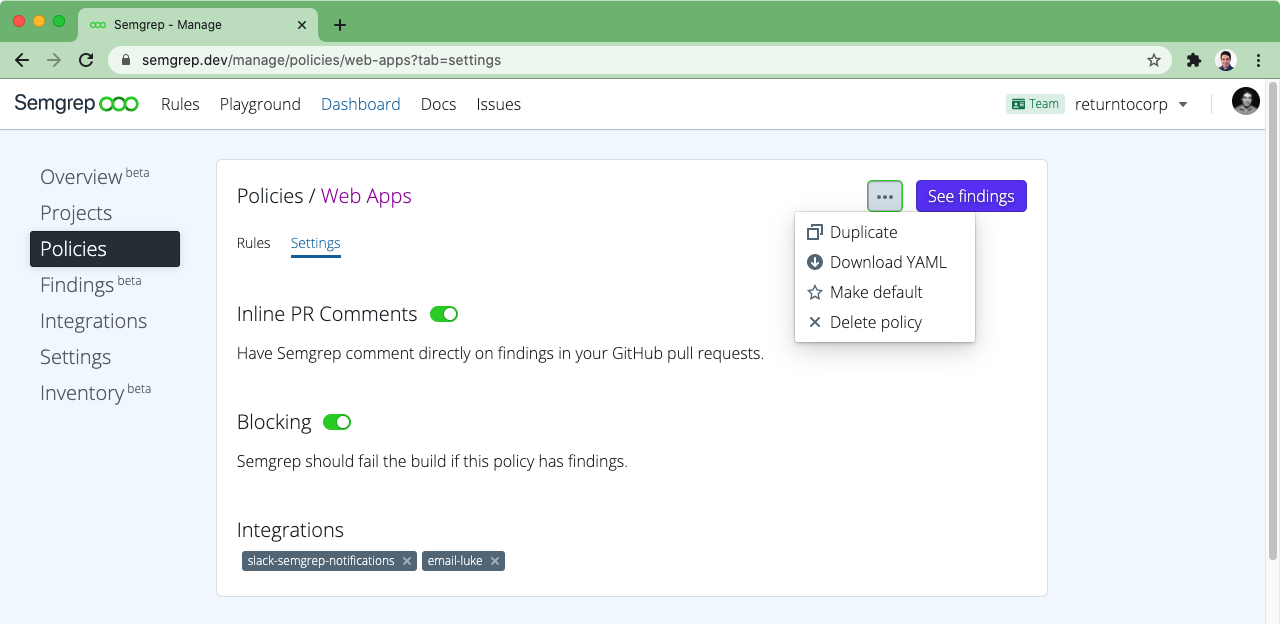 Semgrep - Manage
semgrep.dev/manage/policies/web-apps?tab=settings
Semgrep Rules Playground Dashboard Docs Issues Team returntocorp
Overview beta
Projects
Policies
Findings beta
Integrations
Settings
Inventory beta
Policies / Web Apps
See findings
Duplicate
Download YAML
Make default
Delete policy
Rules Settings
Inline PR Comments
Have Semgrep comment directly on findings in your GitHub pull requests.
Blocking
Semgrep should fail the build if this policy has findings.
Integrations
slack-semgrep-notifications email-luke